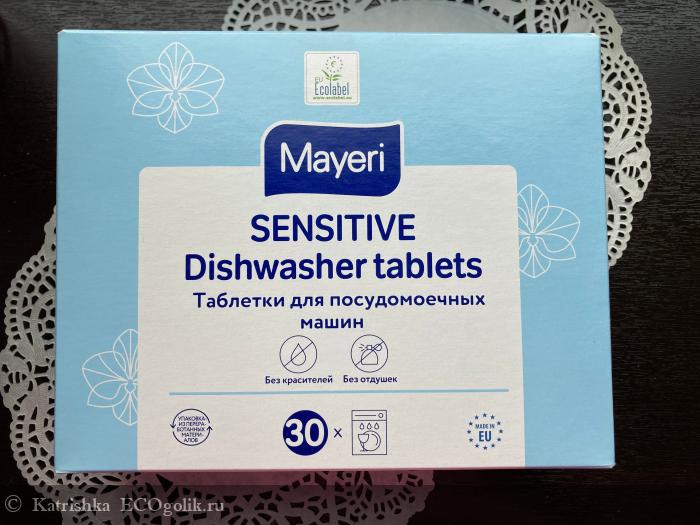 EU
Ecolabel
www.ecolabel.eu
Mayeri
SENSITIVE
Dishwasher tablets
Таблетки для посудомоечных
машин
Без красителей
Без отдушек
УПАКОВКА
ИЗ ПЕРЕРА-
БОТАННЫХ
МАТЕРИ-
АЛОВ
30 x
MADE IN
EU
© Katrishka ECOgolik.ru